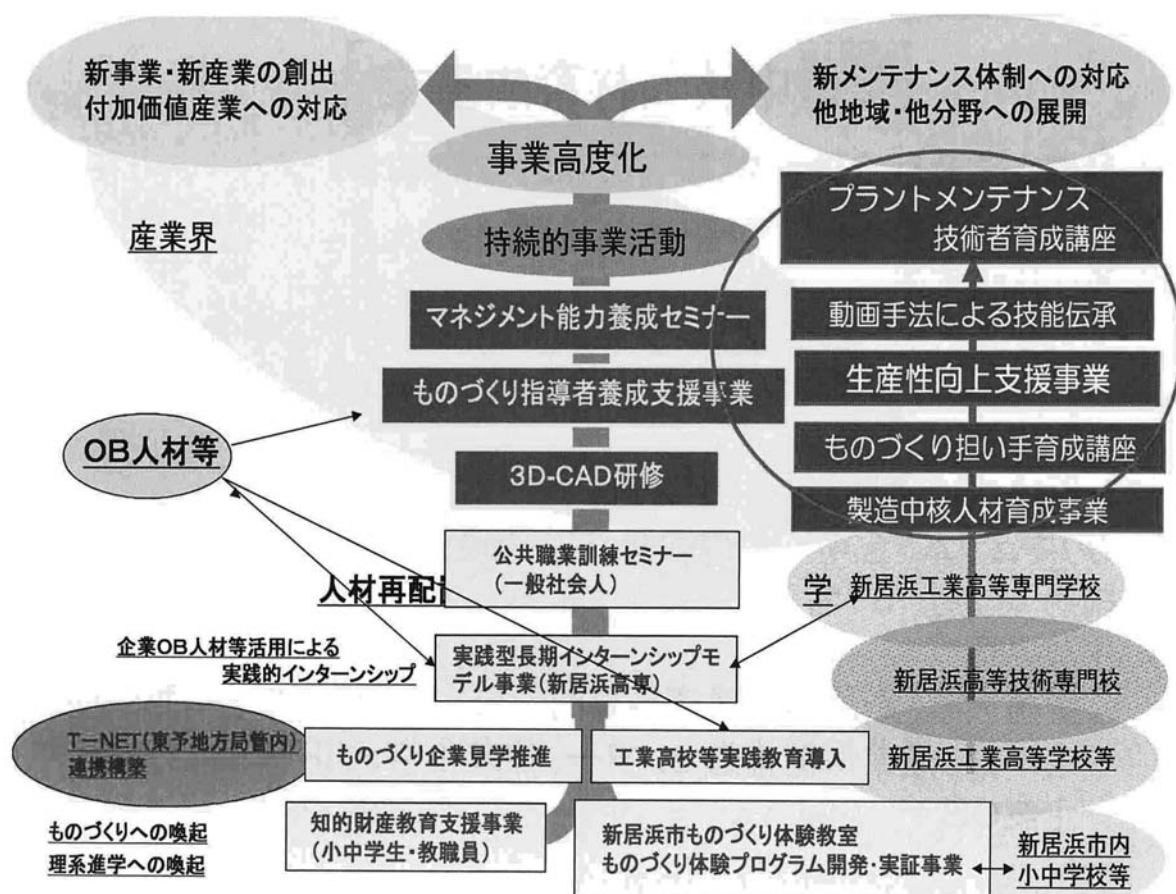 新事業・新産業の創出
付加価値産業への対応
新メンテナンス体制への対応
他地域・他分野への展開
事業高度化
持続的事業活動
産業界
プラントメンテナンス
技術者育成講座
マネジメント能力養成セミナー
動画手法による技能伝承
ものづくり指導者養成支援事業
生産性向上支援事業
OB人材等
ものづくり担い手育成講座
3D-CAD研修
製造中核人材育成事業
公共職業訓練セミナー
(一般社会人)
人材再配
学
新居浜工業高等専門学校
企業OB人材等活用による
実践的インターンシップ
実践型長期インターンシップモ
デル事業(新居浜高専)
新居浜高等技術専門校
T-NET(東予地方局管内)
連携構築
ものづくり企業見学推進
工業高校等実践教育導入
新居浜工業高等学校等
ものづくりへの喚起
理系進学への喚起
知的財産教育支援事業
(小中学生・教職員)
新居浜市ものづくり体験教室
ものづくり体験プログラム開発・実証事業
新居浜市内
小中学校等